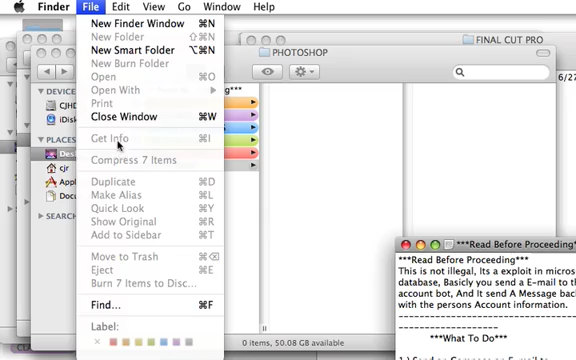 Finder File Edit View Go Window Help
New Finder Window ⌘N
New Folder ⇧⌘N
New Smart Folder ⌥⌘N
New Burn Folder
Open ⌘O
Open With
Print
Close Window ⌘W
Get Info ⌘I
Compress 7 Items
Duplicate ⌘D
Make Alias ⌘L
Quick Look ⌘Y
Show Original ⌘R
Add to Sidebar ⌘T
Move to Trash ⌘⌫
Eject ⌘E
Burn 7 Items to Disc...
Find... ⌘F
Label:
FINAL CUT PRO
PHOTOSHOP
6/27
DEVICES
CJHD
iDisk
PLACES
Desk
cjr
Appl
Docu
SEARCH
g***
0 items, 50.08 GB available
***Read Before Proceeding***
***Read Before Proceeding***
This is not illegal, Its a exploit in micros
database, Basicly you send a E-mail to th
account bot, And It send A Message back
with the persons Account information.
***What To Do***